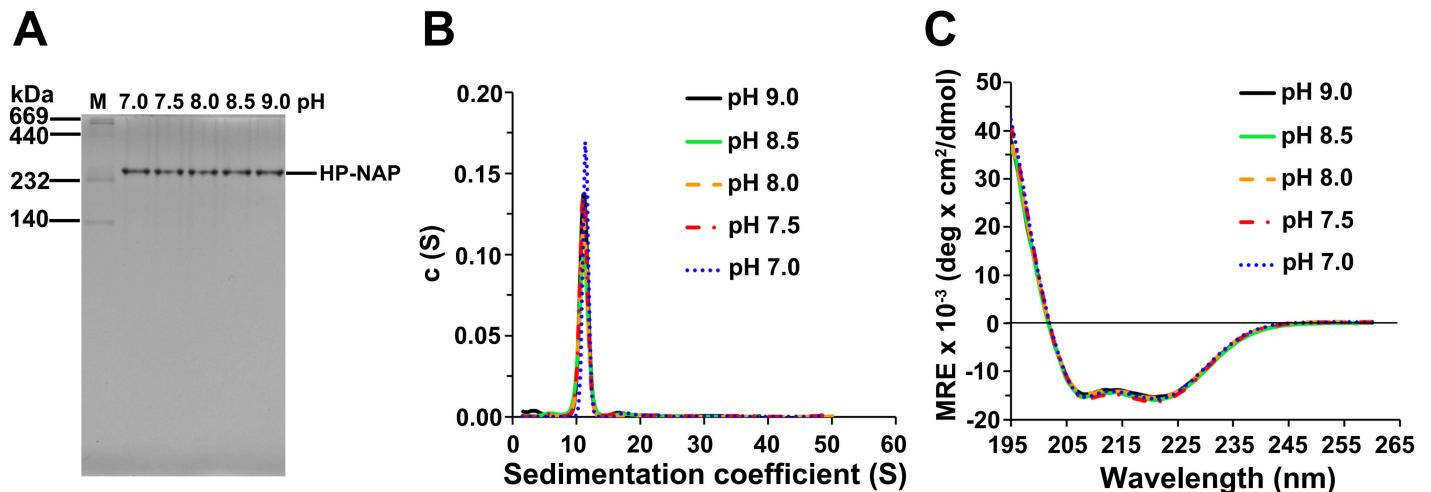 A
kDa
M 7.0 7.5 8.0 8.5 9.0 pH
669
440
HP-NAP
232
140
B
c (S)
0.20
0.15
0.10
0.05
0.00
0 10 20 30 40 50 60
Sedimentation coefficient (S)
pH 9.0
pH 8.5
pH 8.0
pH 7.5
pH 7.0
C
MRE x 10⁻³ (deg x cm²/dmol)
50
40
30
20
10
0
-10
-20
195 205 215 225 235 245 255 265
Wavelength (nm)
pH 9.0
pH 8.5
pH 8.0
pH 7.5
pH 7.0